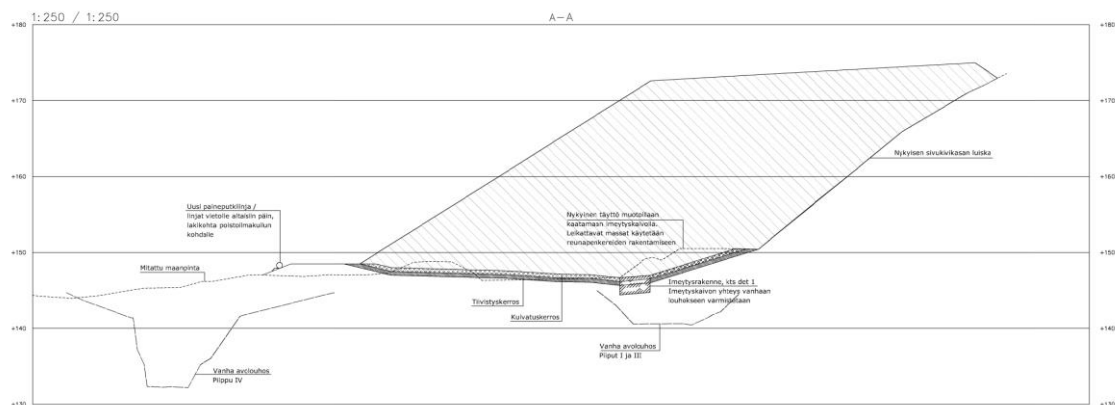 1:250 / 1:250
A-A
+180
+180
+170
+170
Nykyisen sivukivikasan luiska
+160
+160
Uusi paineputkilinja /
linjat vietolle altaisiin päin,
lakikohta poistoilmakullun
kohdalle
Nykyinen täyttö muotoillaan
kaatamaan imeytyskaivolla.
Leikattavat massat käytetään
reunapenkereiden rakentamiseen.
+150
+150
Mitattu maanpinta
Imeytysrakenne, kts det 1
Imeytyskaivon yhteys vanhaan
louhokseen varmistetaan
Tiivistyskerros
Kuivatuskerros
+140
+140
Vanha avolouhos
Piiput I ja III
Vanha avolouhos
Piippu IV
+130
+130